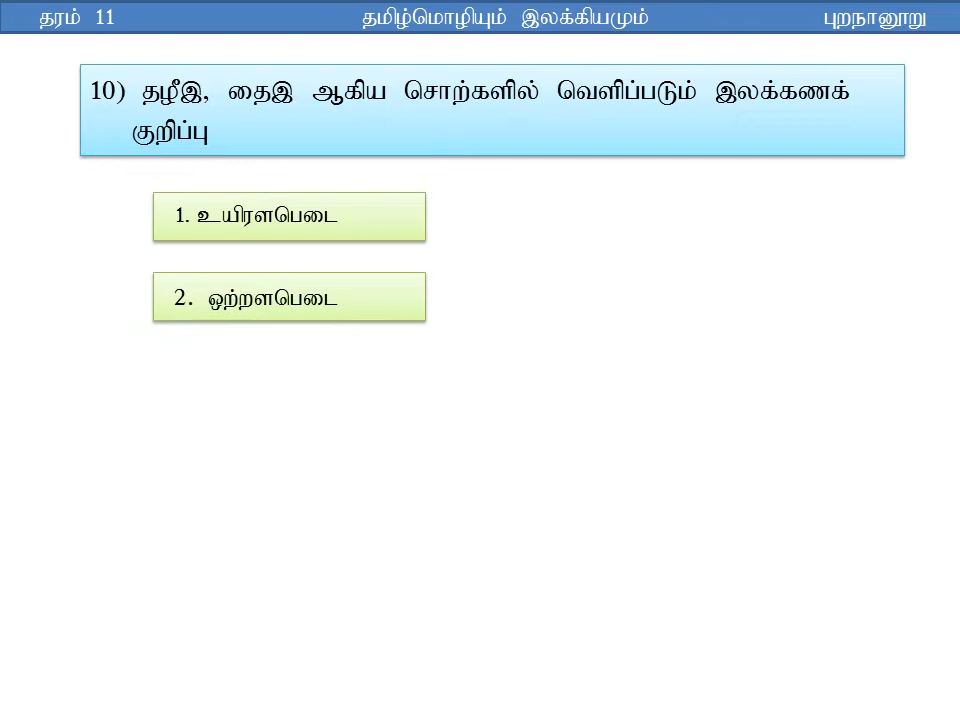 தரம் 11 தமிழ்மொழியும் இலக்கியமும் புறநானூறு
10) தழீஇ, தைஇ ஆகிய சொற்களில் வெளிப்படும் இலக்கணக்
குறிப்பு
1. உயிரளபெடை
2. ஒற்றளபெடை